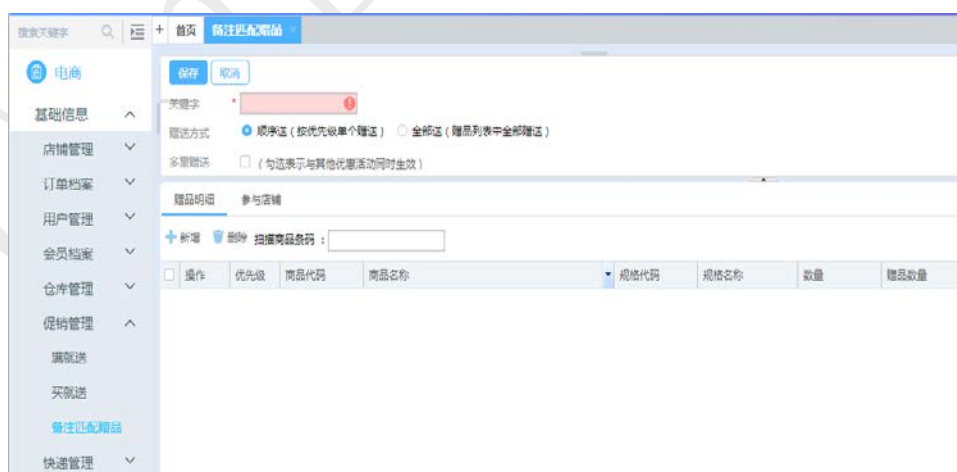 搜索关键字 + 首页 备注匹配赠品 ×
电商
保存 取消
基础信息
关键字 *
赠送方式 顺序送（按优先级单个赠送） 全部送（赠品列表中全部赠送）
店铺管理
多重赠送 （勾选表示与其他优惠活动同时生效）
订单档案
赠品明细 参与店铺
用户管理
新增 删除 扫描商品条码：
会员档案
操作 优先级 商品代码 商品名称 规格代码 规格名称 数量 赠品数量
仓库管理
促销管理
满就送
买就送
备注匹配赠品
快递管理